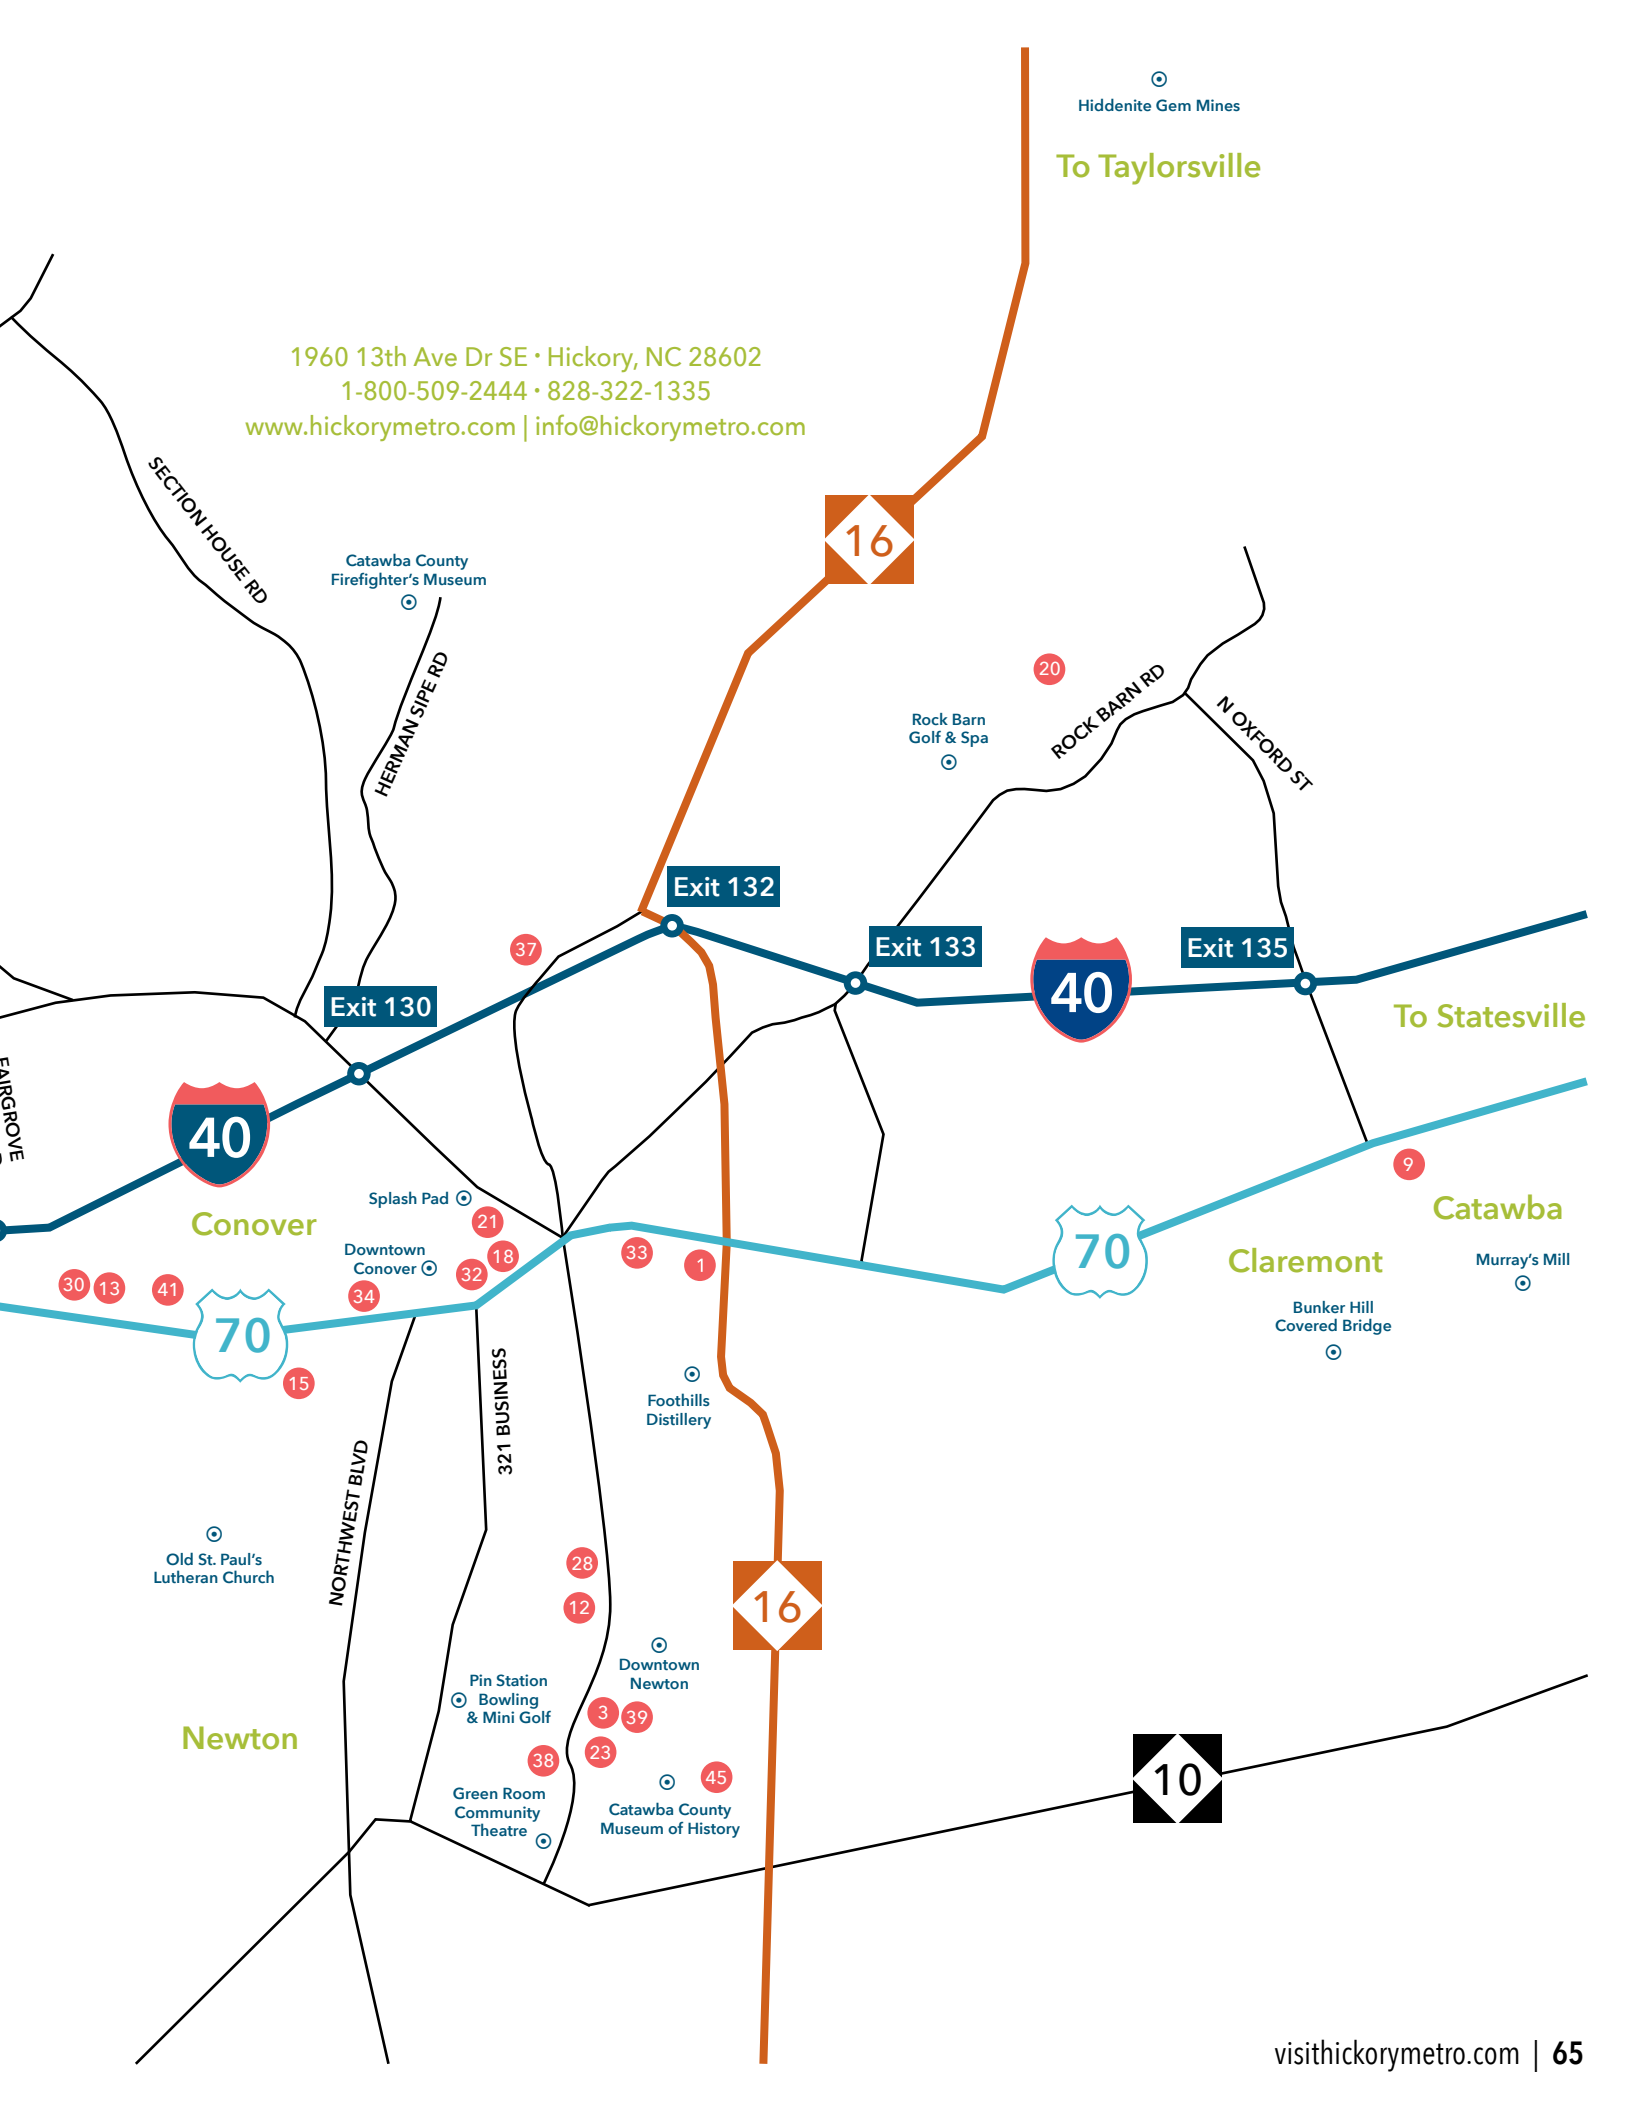 Hiddenite Gem Mines
To Taylorsville
1960 13th Ave Dr SE • Hickory, NC 28602
1-800-509-2444 • 828-322-1335
www.hickorymetro.com | info@hickorymetro.com
SECTION HOUSE RD
16
Catawba County
Firefighter's Museum
HERMAN SIPE RD
20
ROCK BARN RD
N OXFORD ST
Rock Barn
Golf & Spa
Exit 132
37
Exit 133
Exit 135
40
Exit 130
To Statesville
FAIRGROVE
40
Splash Pad
Conover
21
9
Catawba
Downtown
Conover
18
32
33
1
70
Claremont
Murray's Mill
30
13
41
34
70
15
Bunker Hill
Covered Bridge
321 BUSINESS
Foothills
Distillery
NORTHWEST BLVD
Old St. Paul's
Lutheran Church
28
12
16
Downtown
Newton
Pin Station
Bowling
& Mini Golf
3
39
Newton
23
38
45
10
Green Room
Community
Theatre
Catawba County
Museum of History
visithickorymetro.com | 65